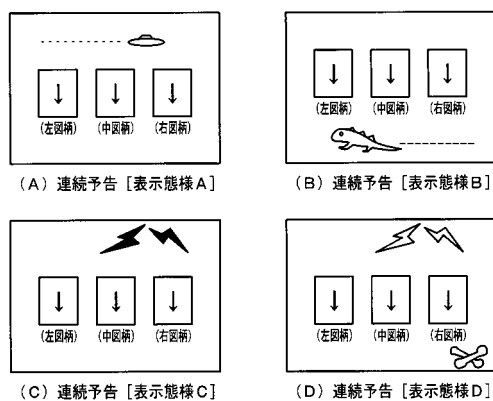 (左図柄) (中図柄) (右図柄)
(A) 連続予告 [表示態様A]
(左図柄) (中図柄) (右図柄)
(B) 連続予告 [表示態様B]
(左図柄) (中図柄) (右図柄)
(C) 連続予告 [表示態様C]
(左図柄) (中図柄) (右図柄)
(D) 連続予告 [表示態様D]